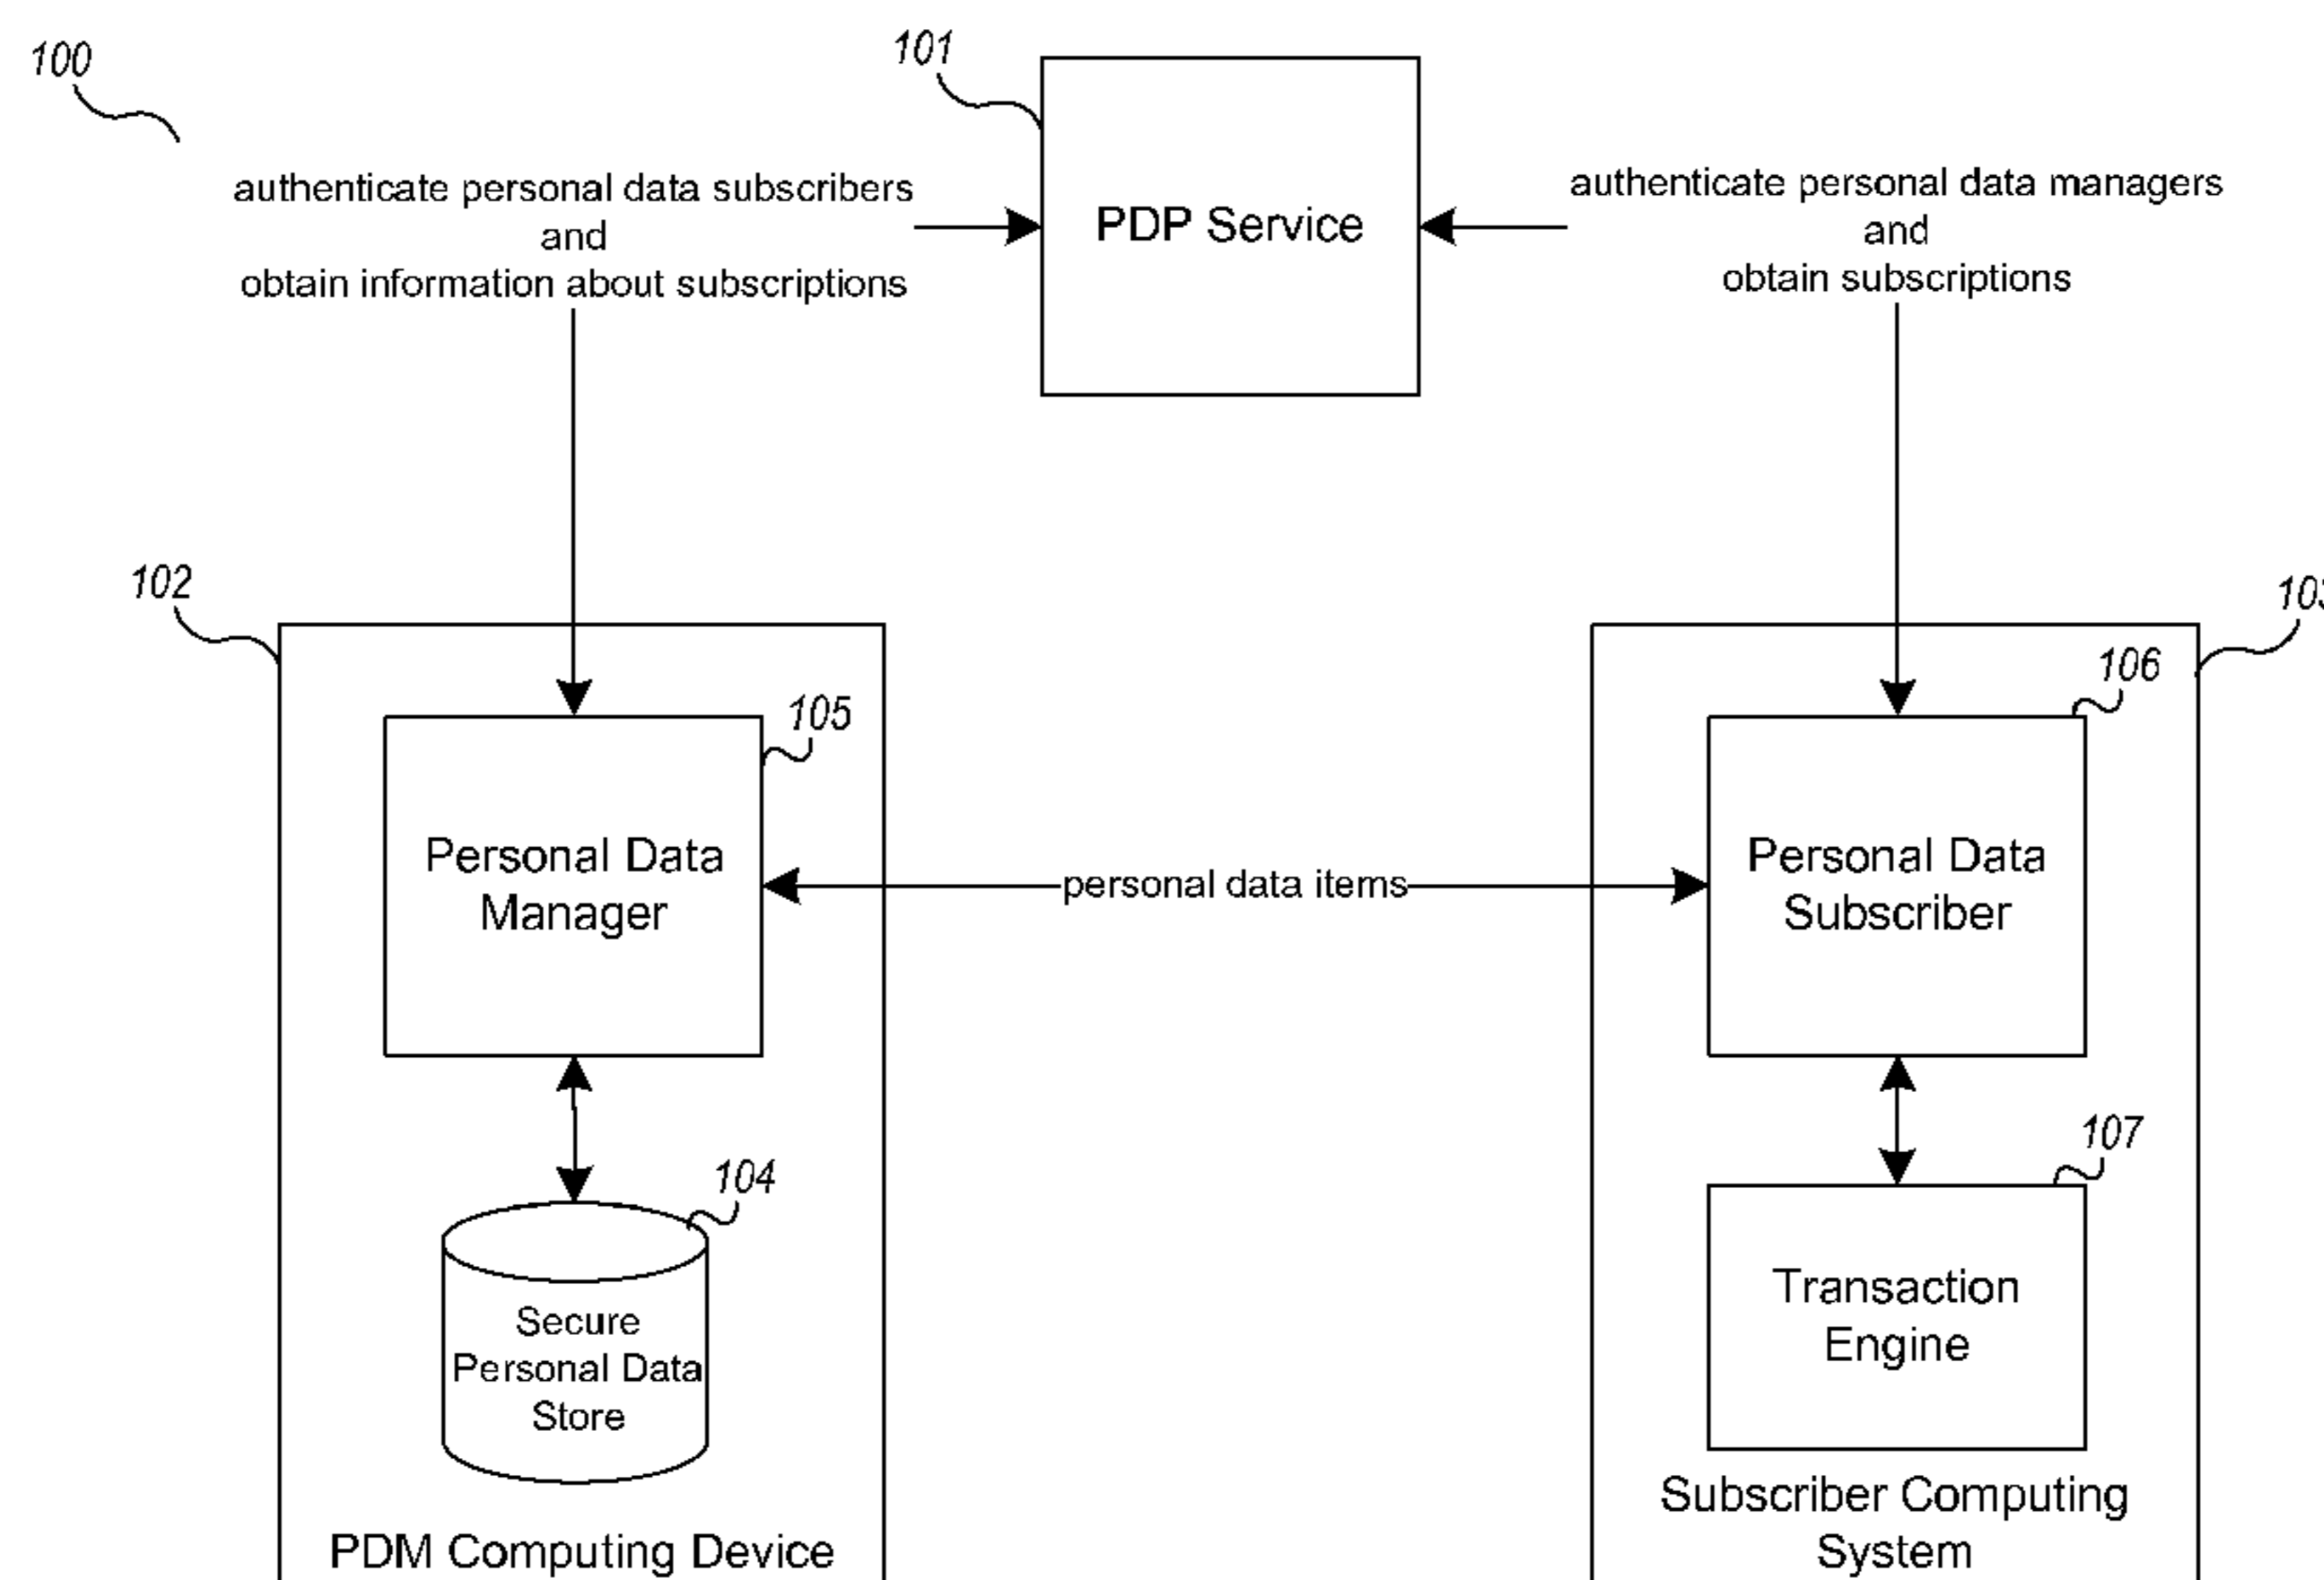 100
101
authenticate personal data subscribers
and
obtain information about subscriptions
PDP Service
authenticate personal data managers
and
obtain subscriptions
102
105
Personal Data
Manager
personal data items
106
Personal Data
Subscriber
104
Secure
Personal Data
Store
107
Transaction
Engine
PDM Computing Device
Subscriber Computing
System